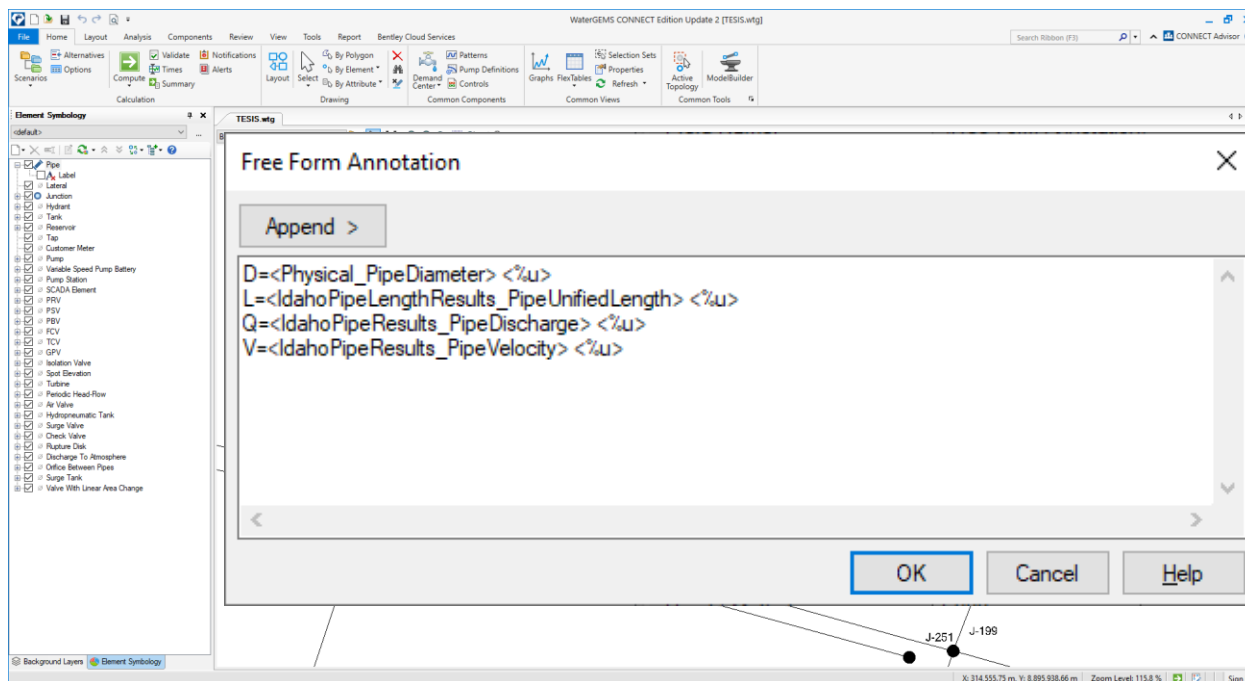 WaterGEMS CONNECT Edition Update 2 [TESIS.wtg]
File Home Layout Analysis Components Review View Tools Report Bentley Cloud Services
Search Ribbon (F3)
CONNECT Advisor
Scenarios
Alternatives
Options
Compute
Validate
Times
Summary
Notifications
Alerts
Calculation
Layout
Select
By Polygon
By Element
By Attribute
Drawing
Demand Center
Patterns
Pump Definitions
Controls
Common Components
Graphs
FlexTables
Selection Sets
Properties
Refresh
Common Views
Active Topology
ModelBuilder
Common Tools
Element Symbology
<default>
...
Pipe
Label
Lateral
Junction
Hydrant
Tank
Reservoir
Tap
Customer Meter
Pump
Variable Speed Pump Battery
Pump Station
SCADA Element
PRV
PSV
PBV
FCV
TCV
GPV
Isolation Valve
Spot Elevation
Turbine
Periodic Head-Flow
Air Valve
Hydropneumatic Tank
Surge Valve
Check Valve
Rupture Disk
Discharge To Atmosphere
Orifice Between Pipes
Surge Tank
Valve With Linear Area Change
Background Layers
Element Symbology
TESIS.wtg
Free Form Annotation
Append >
D=<Physical_PipeDiameter> <%u>
L=<IdahoPipeLengthResults_PipeUnifiedLength> <%u>
Q=<IdahoPipeResults_PipeDischarge> <%u>
V=<IdahoPipeResults_PipeVelocity> <%u>
OK
Cancel
Help
J-251
J-199
X: 314.555,75 m, Y: 8.895.938,66 m
Zoom Level: 115,8 %
Sign